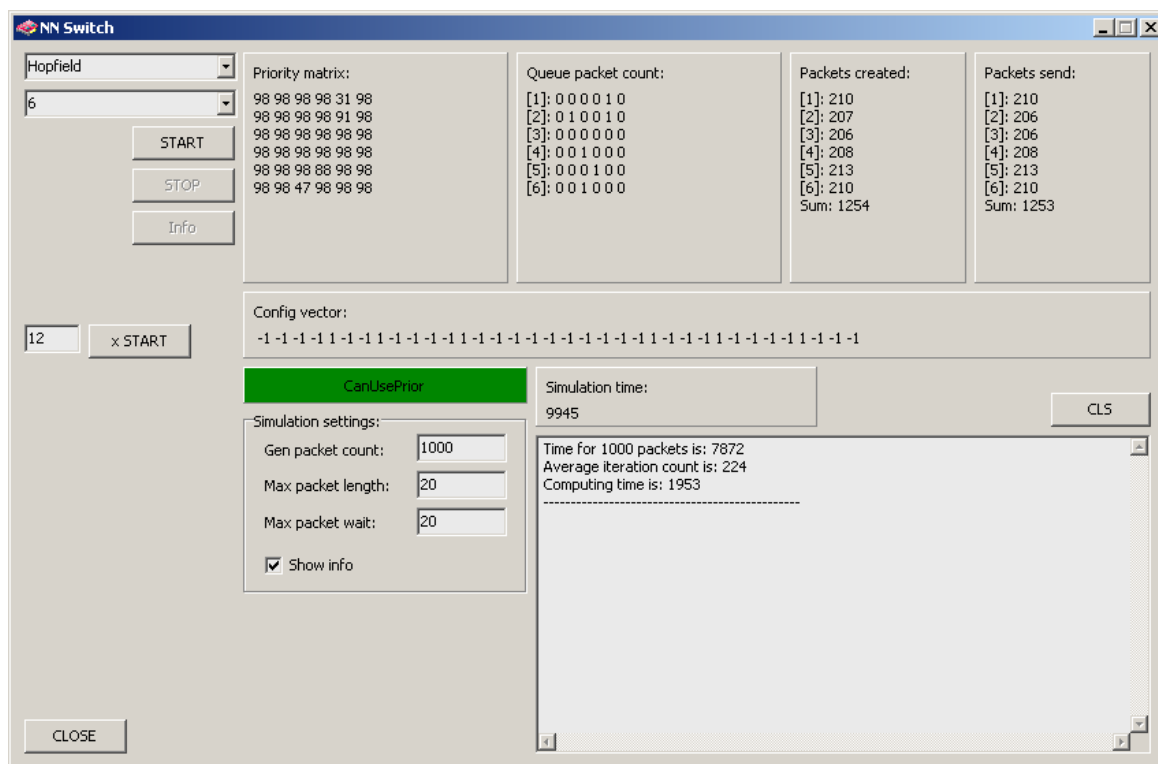 NN Switch
Hopfield
6
START
STOP
Info
12
x START
Priority matrix:
98 98 98 98 31 98
98 98 98 98 91 98
98 98 98 98 98 98
98 98 98 98 98 98
98 98 98 88 98 98
98 98 47 98 98 98
Queue packet count:
[1]: 0 0 0 0 1 0
[2]: 0 1 0 0 1 0
[3]: 0 0 0 0 0 0
[4]: 0 0 1 0 0 0
[5]: 0 0 0 1 0 0
[6]: 0 0 1 0 0 0
Packets created:
[1]: 210
[2]: 207
[3]: 206
[4]: 208
[5]: 213
[6]: 210
Sum: 1254
Packets send:
[1]: 210
[2]: 206
[3]: 206
[4]: 208
[5]: 213
[6]: 210
Sum: 1253
Config vector:
-1 -1 -1 -1 1 -1 -1 1 -1 -1 -1 -1 1 -1 -1 -1 -1 -1 -1 -1 -1 -1 -1 1 -1 -1 -1 1 -1 -1 -1 -1 1 -1 -1 -1
CanUsePrior
Simulation time:
9945
CLS
Simulation settings:
Gen packet count: 1000
Max packet length: 20
Max packet wait: 20
Show info
Time for 1000 packets is: 7872
Average iteration count is: 224
Computing time is: 1953
-----------------------------------------------
CLOSE